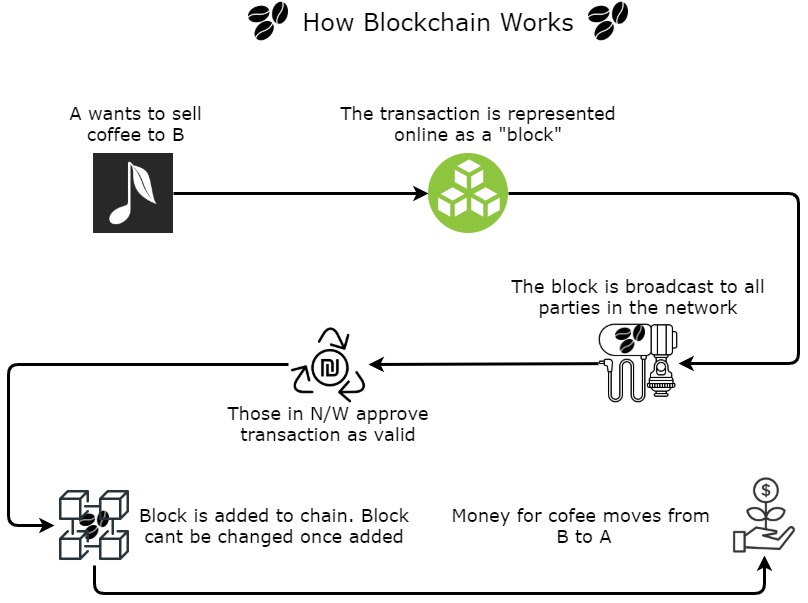 How Blockchain Works
A wants to sell
coffee to B
The transaction is represented
online as a "block"
The block is broadcast to all
parties in the network
₪
Those in N/W approve
transaction as valid
Block is added to chain. Block
cant be changed once added
Money for cofee moves from
B to A
$